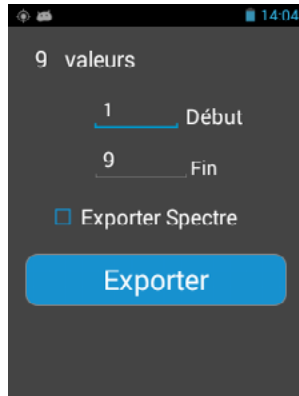 14:04
9 valeurs
1 Début
9 Fin
Exporter Spectre
Exporter